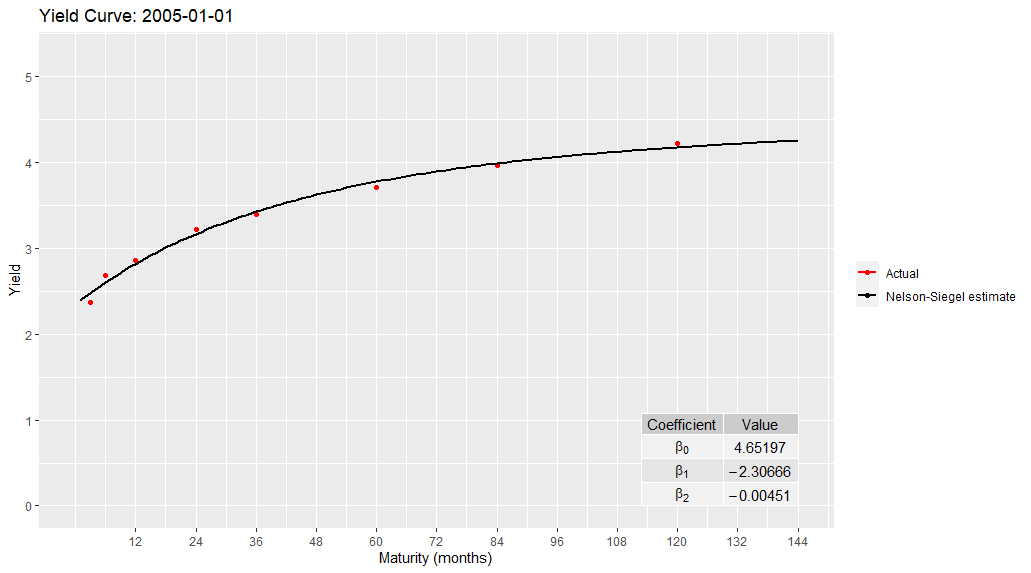 Yield Curve: 2005-01-01
Yield
5
4
3
2
1
0
12 24 36 48 60 72 84 96 108 120 132 144
Maturity (months)
Actual
Nelson-Siegel estimate
Coefficient Value
β0 4.65197
β1 −2.30666
β2 −0.00451